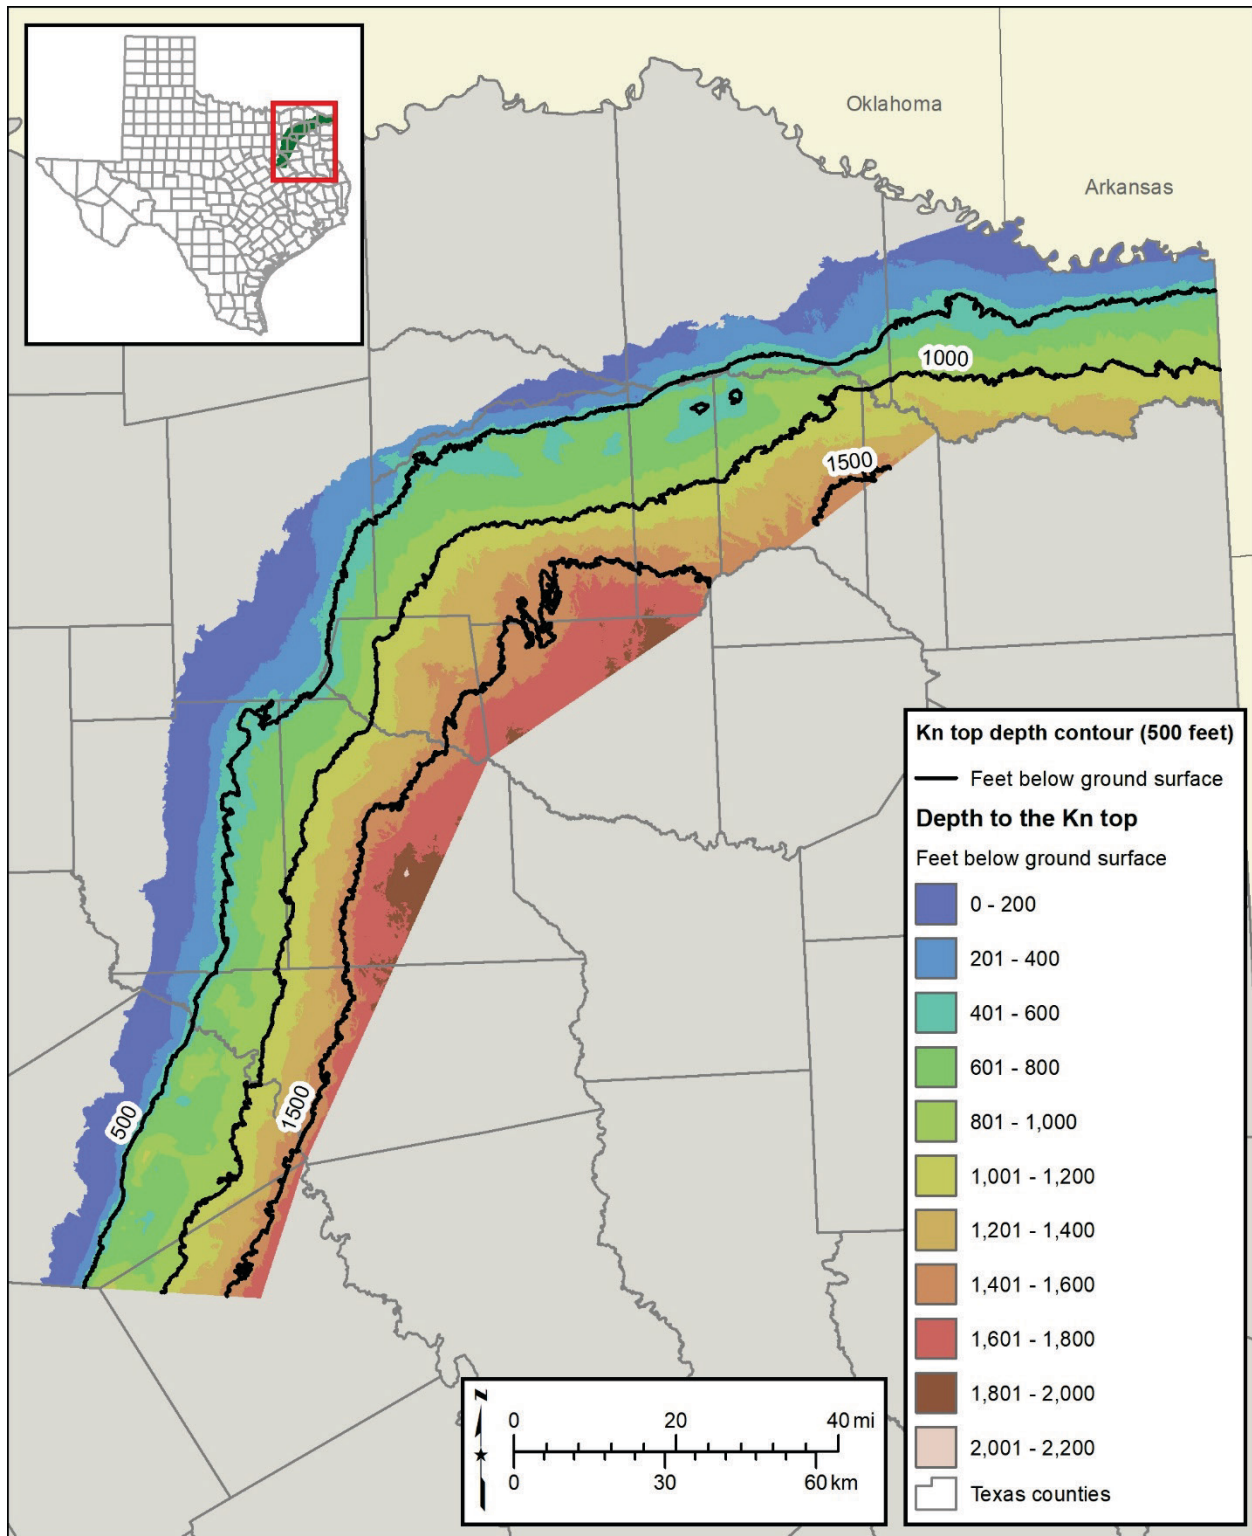 Oklahoma
Arkansas
1000
1500
500
1500
Kn top depth contour (500 feet)
Feet below ground surface
Depth to the Kn top
Feet below ground surface
0 - 200
201 - 400
401 - 600
601 - 800
801 - 1,000
1,001 - 1,200
1,201 - 1,400
1,401 - 1,600
1,601 - 1,800
1,801 - 2,000
2,001 - 2,200
Texas counties
N
0 20 40 mi
0 30 60 km